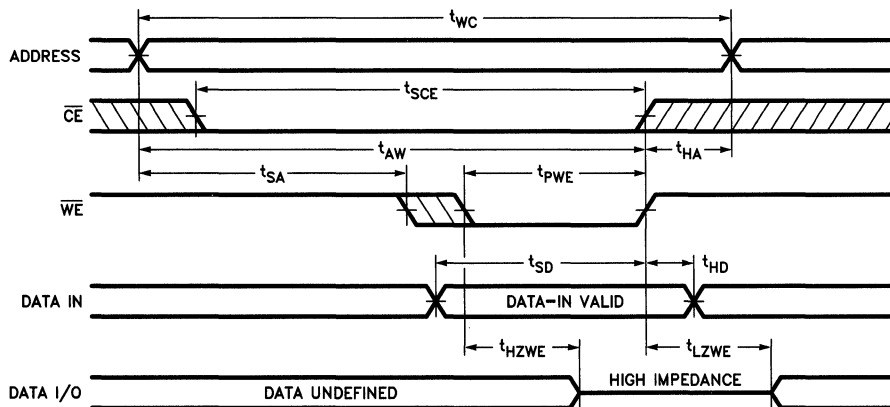 tWC
ADDRESS
tSCE
CE
tAW
tHA
tSA
tPWE
WE
tSD
tHD
DATA IN
DATA-IN VALID
tHZWE
tLZWE
DATA I/O
DATA UNDEFINED
HIGH IMPEDANCE